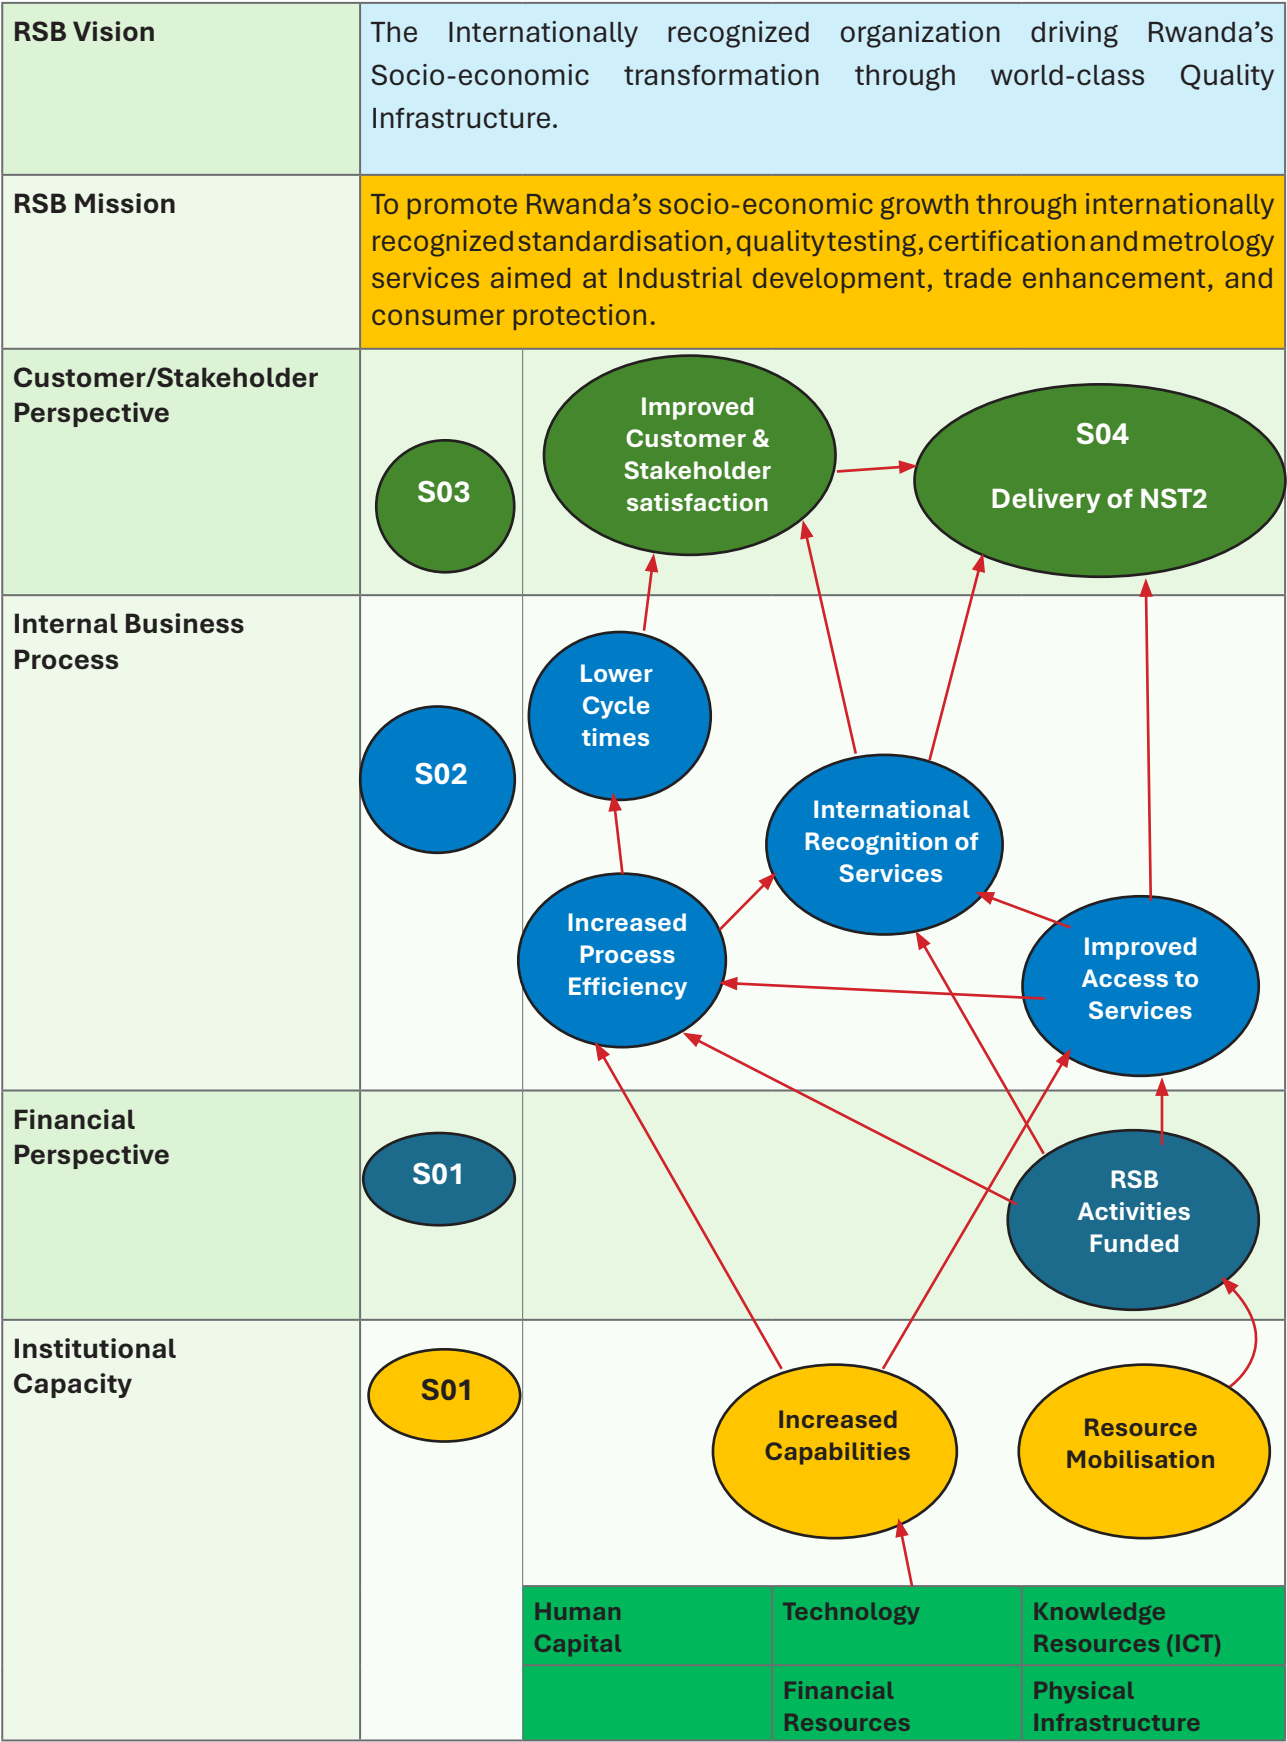 RSB Vision
The Internationally recognized organization driving Rwanda’s
Socio-economic transformation through world-class Quality
Infrastructure.
RSB Mission
To promote Rwanda’s socio-economic growth through internationally
recognized standardisation, quality testing, certification and metrology
services aimed at Industrial development, trade enhancement, and
consumer protection.
Customer/Stakeholder
Perspective
S03
Improved
Customer &
Stakeholder
satisfaction
S04
Delivery of NST2
Internal Business
Process
S02
Lower
Cycle
times
International
Recognition of
Services
Increased
Process
Efficiency
Improved
Access to
Services
Financial
Perspective
S01
RSB
Activities
Funded
Institutional
Capacity
S01
Increased
Capabilities
Resource
Mobilisation
Human
Capital
Technology
Knowledge
Resources (ICT)
Financial
Resources
Physical
Infrastructure